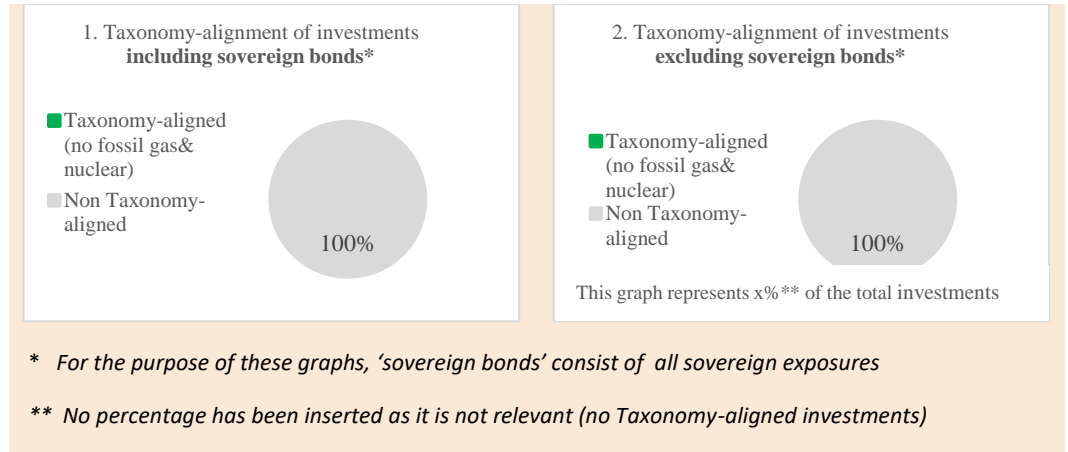 1. Taxonomy-alignment of investments
including sovereign bonds*
Taxonomy-aligned
(no fossil gas&
nuclear)
Non Taxonomy-
aligned
100%
2. Taxonomy-alignment of investments
excluding sovereign bonds*
Taxonomy-aligned
(no fossil gas&
nuclear)
Non Taxonomy-
aligned
100%
This graph represents x%** of the total investments
* For the purpose of these graphs, ‘sovereign bonds’ consist of all sovereign exposures
** No percentage has been inserted as it is not relevant (no Taxonomy-aligned investments)